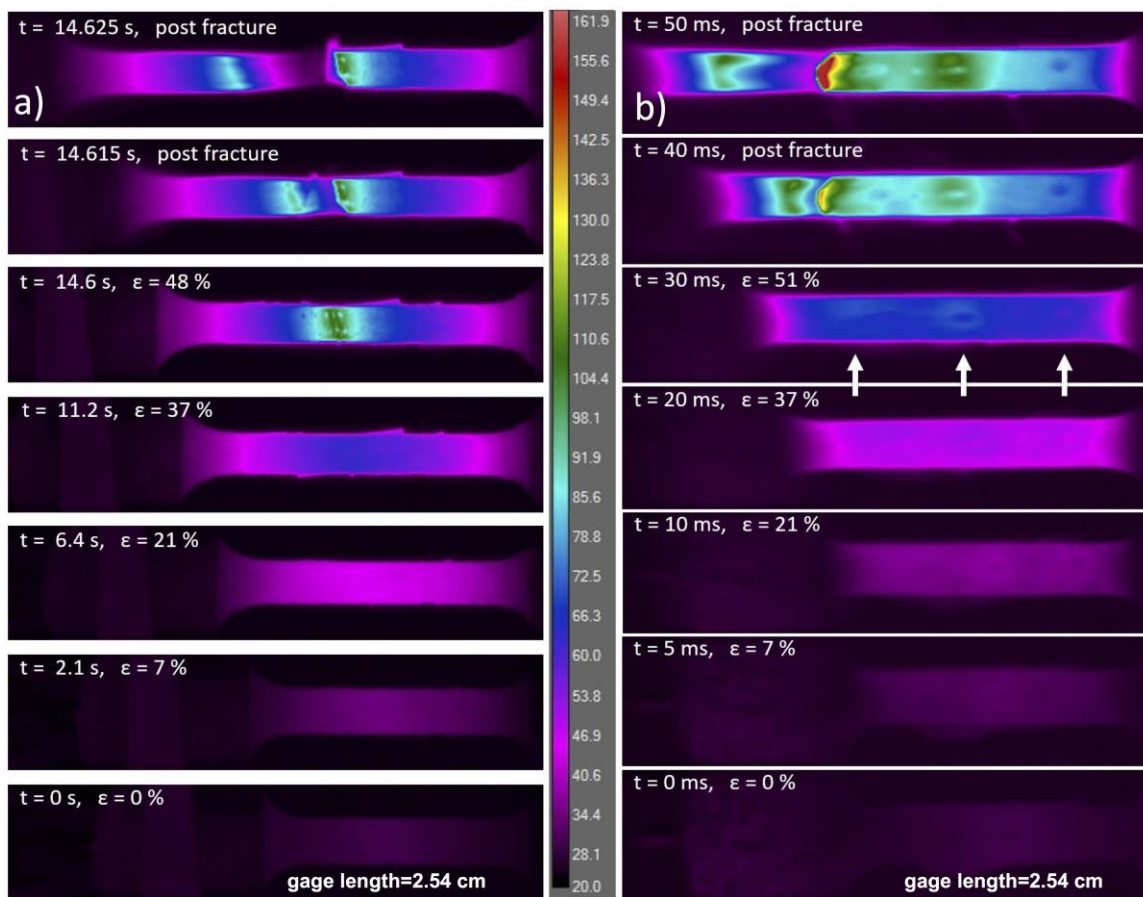 t = 14.625 s, post fracture
a)
t = 14.615 s, post fracture
t = 14.6 s, ε = 48 %
t = 11.2 s, ε = 37 %
t = 6.4 s, ε = 21 %
t = 2.1 s, ε = 7 %
t = 0 s, ε = 0 %
gage length=2.54 cm
161.9
155.6
149.4
142.5
136.3
130.0
123.8
117.5
110.6
104.4
98.1
91.9
85.6
78.8
72.5
66.3
60.0
53.1
46.9
40.6
34.4
28.1
20.0
t = 50 ms, post fracture
b)
t = 40 ms, post fracture
t = 30 ms, ε = 51 %
t = 20 ms, ε = 37 %
t = 10 ms, ε = 21 %
t = 5 ms, ε = 7 %
t = 0 ms, ε = 0 %
gage length=2.54 cm